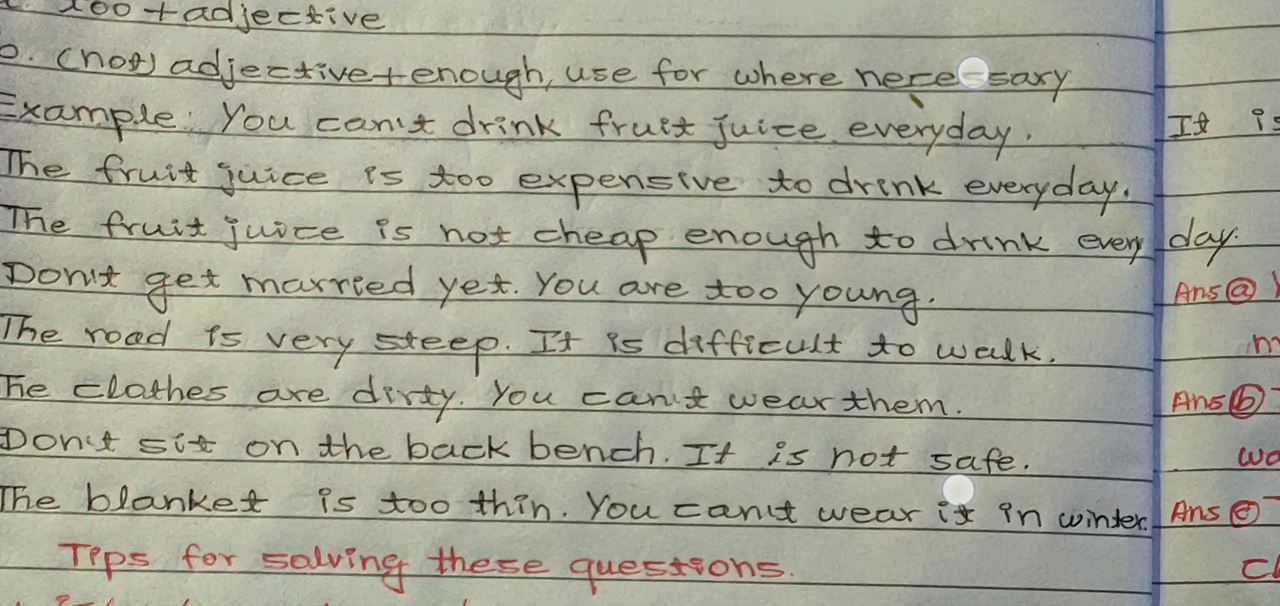 too + adjective
(not) adjective + enough, use for where necessary
Example: You can't drink fruit juice everyday.
The fruit juice is too expensive to drink everyday.
The fruit juice is not cheap enough to drink every day.
Don't get married yet. You are too young.
The road is very steep. It is difficult to walk.
The clothes are dirty. You can't wear them.
Don't sit on the back bench. It is not safe.
The blanket is too thin. You can't wear it in winter.
Tips for solving these questions.
It is
Ans (a)
Ans (b)
Ans (c)